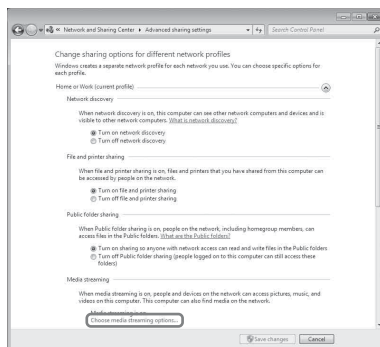 « Network and Sharing Center ▸ Advanced sharing settings
Search Control Panel
Change sharing options for different network profiles
Windows creates a separate network profile for each network you use. You can choose specific options for
each profile.
Home or Work (current profile)
Network discovery
When network discovery is on, this computer can see other network computers and devices and is
visible to other network computers. What is network discovery?
Turn on network discovery
Turn off network discovery
File and printer sharing
When file and printer sharing is on, files and printers that you have shared from this computer can
be accessed by people on the network.
Turn on file and printer sharing
Turn off file and printer sharing
Public folder sharing
When Public folder sharing is on, people on the network, including homegroup members, can
access files in the Public folders. What are the Public folders?
Turn on sharing so anyone with network access can read and write files in the Public folders
Turn off Public folder sharing (people logged on to this computer can still access these
folders)
Media streaming
When media streaming is on, people and devices on the network can access pictures, music, and
videos on this computer. This computer can also find media on the network.
Media streaming is on.
Choose media streaming options...
Save changes
Cancel